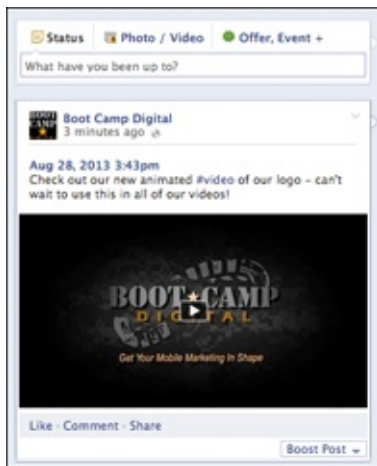 Status Photo / Video Offer, Event +
What have you been up to?
BOOT
CAMP
Boot Camp Digital
3 minutes ago
Aug 28, 2013 3:43pm
Check out our new animated #video of our logo – can't
wait to use this in all of our videos!
BOOT CAMP
DIGITAL
Get Your Mobile Marketing In Shape
Like · Comment · Share
Boost Post